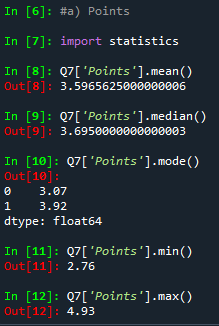 In [6]: #a) Points
In [7]: import statistics
In [8]: Q7['Points'].mean()
Out[8]: 3.5965625000000006
In [9]: Q7['Points'].median()
Out[9]: 3.6950000000000003
In [10]: Q7['Points'].mode()
Out[10]:
0    3.07
1    3.92
dtype: float64
In [11]: Q7['Points'].min()
Out[11]: 2.76
In [12]: Q7['Points'].max()
Out[12]: 4.93